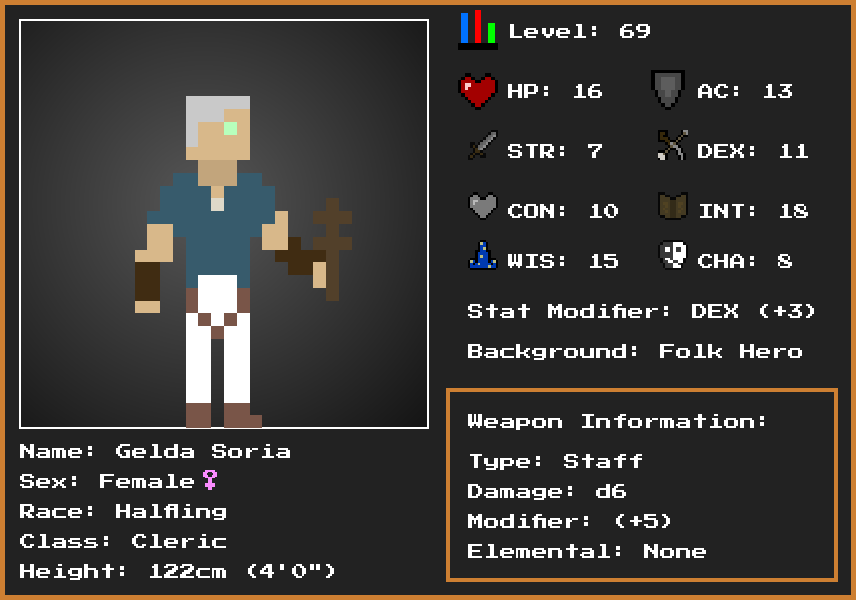 Level: 69
HP: 16
AC: 13
STR: 7
DEX: 11
CON: 10
INT: 18
WIS: 15
CHA: 8
Stat Modifier: DEX (+3)
Background: Folk Hero
Weapon Information:
Type: Staff
Damage: d6
Modifier: (+5)
Elemental: None
Name: Gelda Soria
Sex: Female♀
Race: Halfling
Class: Cleric
Height: 122cm (4'0")